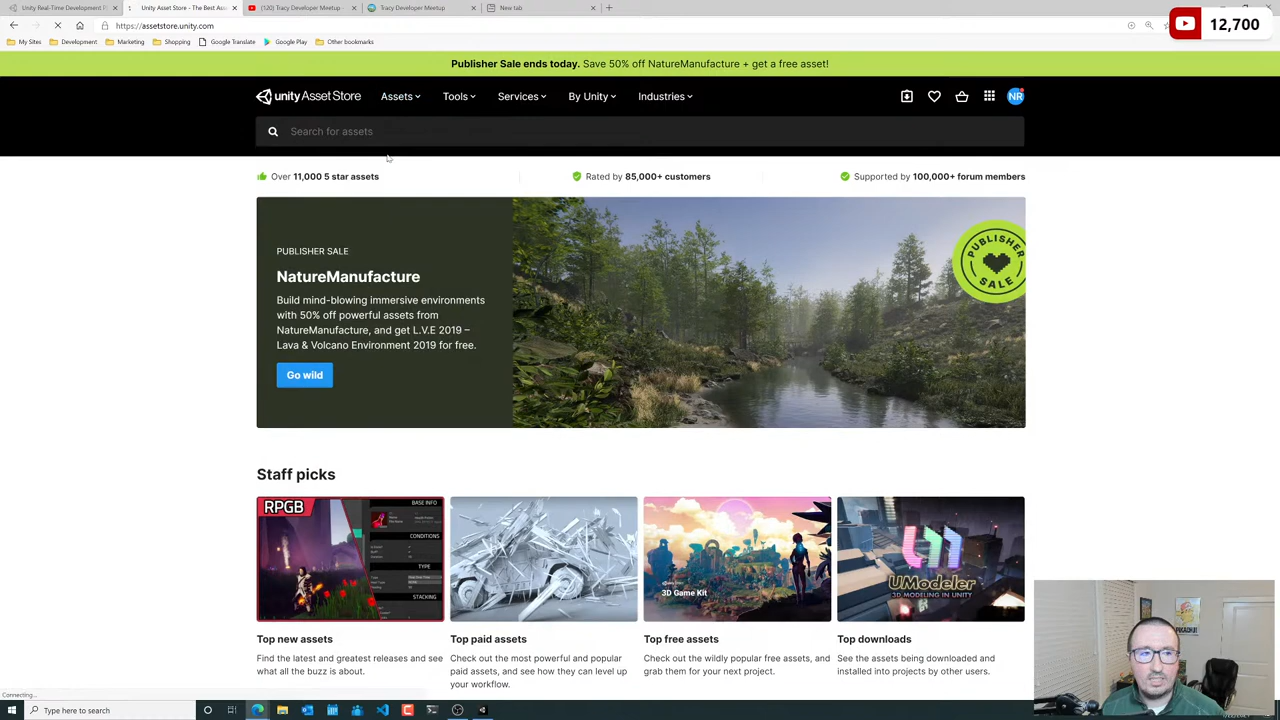 Unity Real-Time Development P
Unity Asset Store - The Best Ass
(120) Tracy Developer Meetup -
Tracy Developer Meetup
New tab
https://assetstore.unity.com
12,700
My Sites
Development
Marketing
Shopping
Google Translate
Google Play
Other bookmarks
Publisher Sale ends today. Save 50% off NatureManufacture + get a free asset!
unity Asset Store
Assets
Tools
Services
By Unity
Industries
NR
Search for assets
Over 11,000 5 star assets
Rated by 85,000+ customers
Supported by 100,000+ forum members
PUBLISHER SALE
NatureManufacture
Build mind-blowing immersive environments
with 50% off powerful assets from
NatureManufacture, and get L.V.E 2019 –
Lava & Volcano Environment 2019 for free.
Go wild
PUBLISHER
SALE
Staff picks
RPGB
BASE INFO
CONDITIONS
TYPE
STACKING
3D Game Kit
UModeler
3D MODELING IN UNITY
Top new assets
Top paid assets
Top free assets
Top downloads
Find the latest and greatest releases and see
what all the buzz is about.
Check out the most powerful and popular
paid assets, and see how they can level up
your workflow.
Check out the wildly popular free assets, and
grab them for your next project.
See the assets being downloaded and
installed into projects by other users.
Connecting...
Type here to search